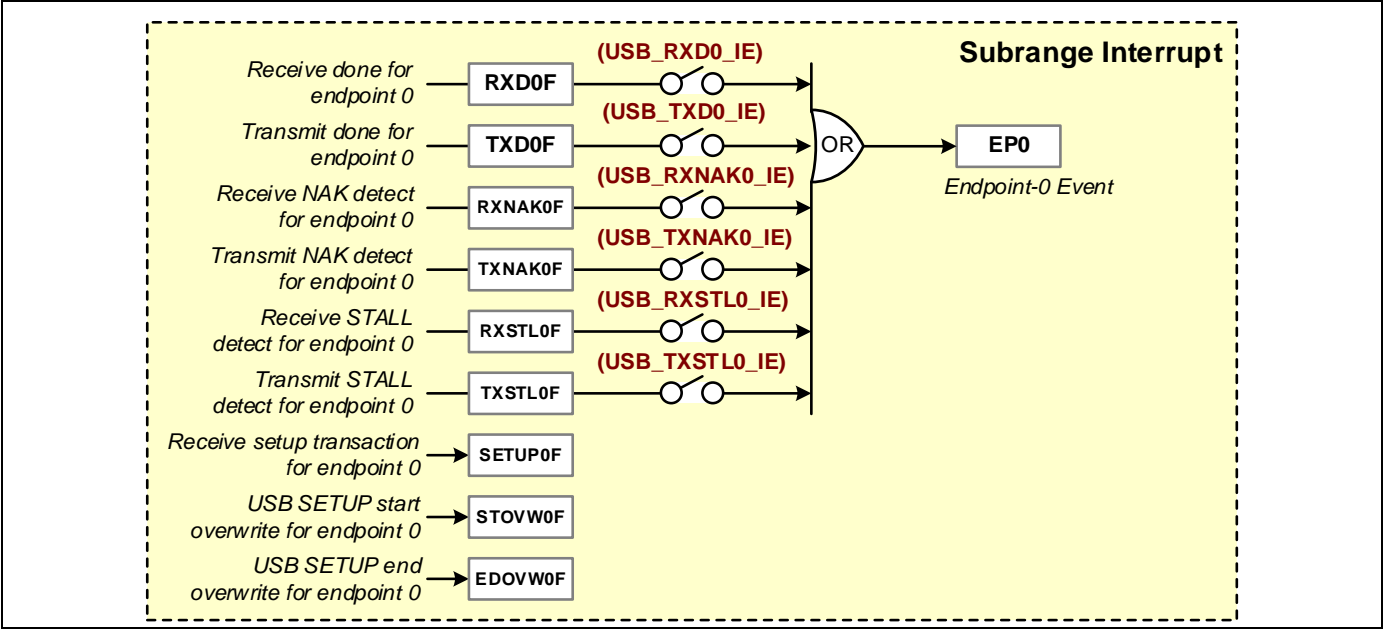 Subrange Interrupt
Receive done for
endpoint 0
RXD0F
(USB_RXD0_IE)
Transmit done for
endpoint 0
TXD0F
(USB_TXD0_IE)
OR
EP0
Endpoint-0 Event
Receive NAK detect
for endpoint 0
RXNAK0F
(USB_RXNAK0_IE)
Transmit NAK detect
for endpoint 0
TXNAK0F
(USB_TXNAK0_IE)
Receive STALL
detect for endpoint 0
RXSTL0F
(USB_RXSTL0_IE)
Transmit STALL
detect for endpoint 0
TXSTL0F
(USB_TXSTL0_IE)
Receive setup transaction
for endpoint 0
SETUP0F
USB SETUP start
overwrite for endpoint 0
STOVW0F
USB SETUP end
overwrite for endpoint 0
EDOVW0F